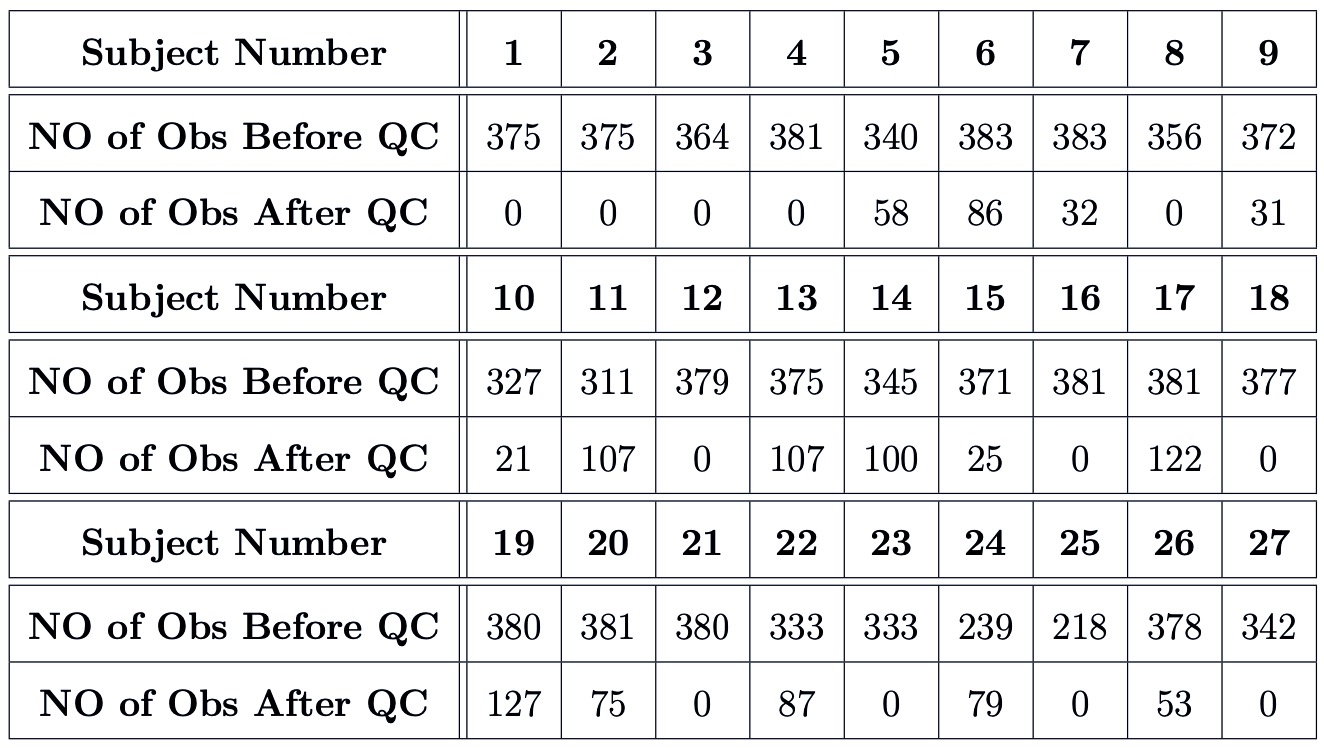 Subject Number 1 2 3 4 5 6 7 8 9
NO of Obs Before QC 375 375 364 381 340 383 383 356 372
NO of Obs After QC 0 0 0 0 58 86 32 0 31
Subject Number 10 11 12 13 14 15 16 17 18
NO of Obs Before QC 327 311 379 375 345 371 381 381 377
NO of Obs After QC 21 107 0 107 100 25 0 122 0
Subject Number 19 20 21 22 23 24 25 26 27
NO of Obs Before QC 380 381 380 333 333 239 218 378 342
NO of Obs After QC 127 75 0 87 0 79 0 53 0